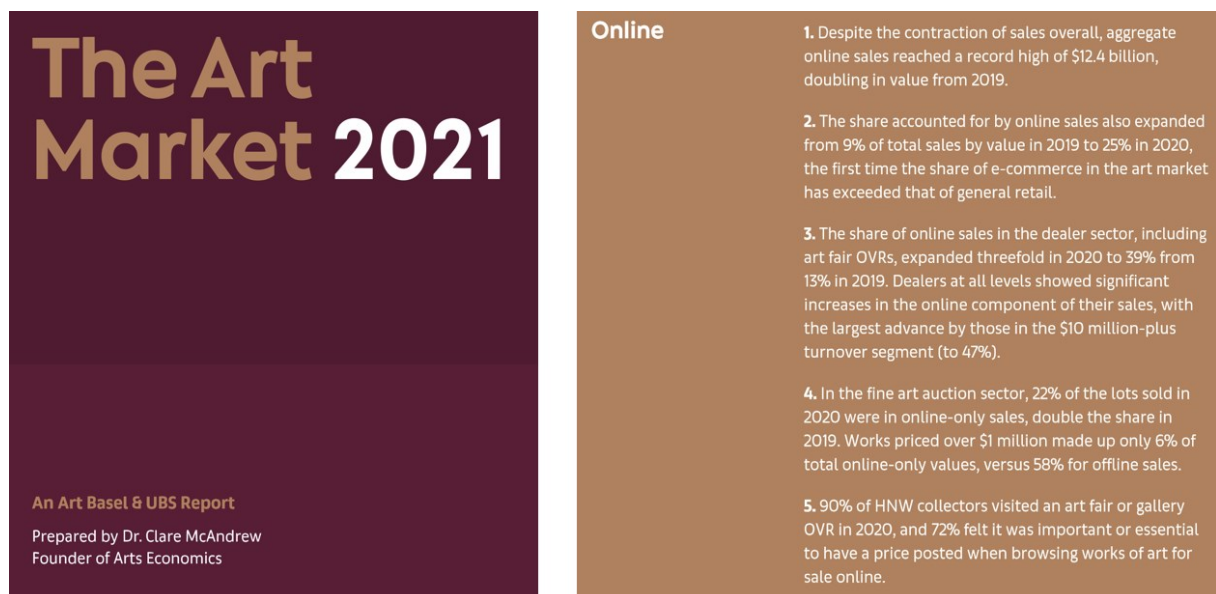 The Art
Market 2021
An Art Basel & UBS Report
Prepared by Dr. Clare McAndrew
Founder of Arts Economics
Online
1. Despite the contraction of sales overall, aggregate
online sales reached a record high of $12.4 billion,
doubling in value from 2019.
2. The share accounted for by online sales also expanded
from 9% of total sales by value in 2019 to 25% in 2020,
the first time the share of e-commerce in the art market
has exceeded that of general retail.
3. The share of online sales in the dealer sector, including
art fair OVRs, expanded threefold in 2020 to 39% from
13% in 2019. Dealers at all levels showed significant
increases in the online component of their sales, with
the largest advance by those in the $10 million-plus
turnover segment (to 47%).
4. In the fine art auction sector, 22% of the lots sold in
2020 were in online-only sales, double the share in
2019. Works priced over $1 million made up only 6% of
total online-only values, versus 58% for offline sales.
5. 90% of HNW collectors visited an art fair or gallery
OVR in 2020, and 72% felt it was important or essential
to have a price posted when browsing works of art for
sale online.